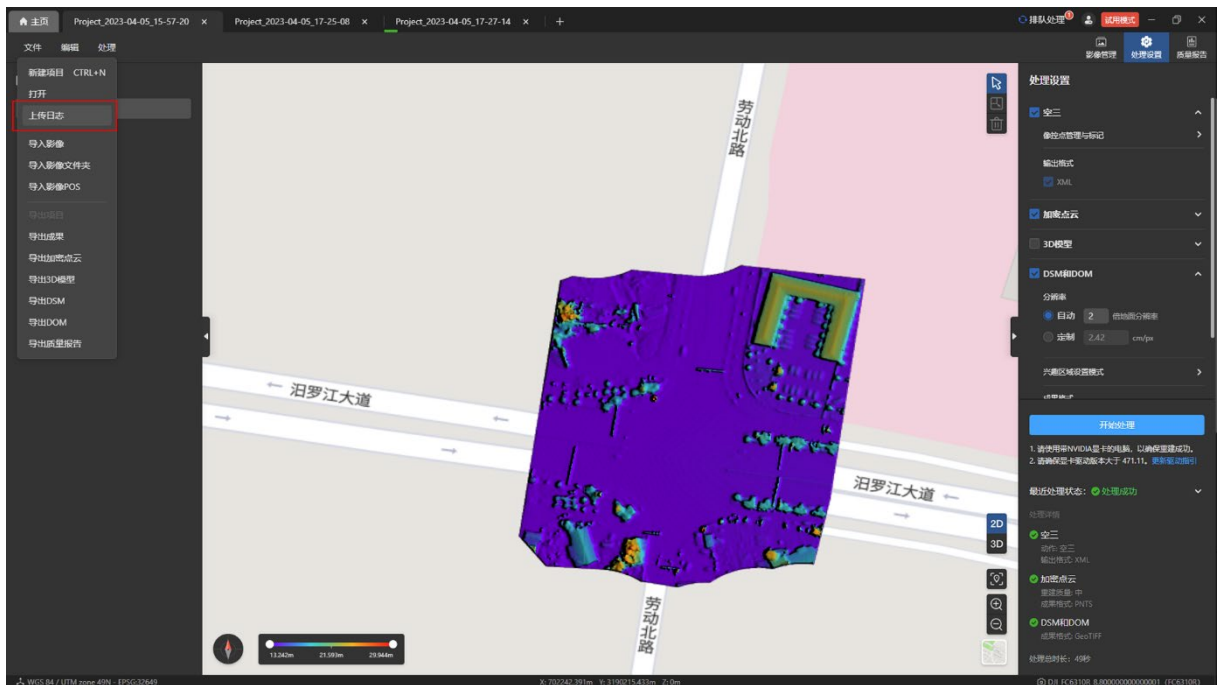 主页 Project_2023-04-05_15-57-20 × Project_2023-04-05_17-25-08 × Project_2023-04-05_17-27-14 × +
排队处理 0 试用模式
文件 编辑 处理
影像管理 处理设置 质量报告
新建项目 CTRL+N
打开
上传日志
导入影像
导入影像文件夹
导入影像POS
导出项目
导出成果
导出加密点云
导出3D模型
导出DSM
导出DOM
导出质量报告
劳动北路
汨罗江大道
汨罗江大道
劳动北路
13.242m 21.593m 29.944m
2D
3D
处理设置
空三
像控点管理与标记
输出格式
XML
加密点云
3D模型
DSM和DOM
分辨率
自动 2 倍地面分辨率
定制 2.42 cm/px
兴趣区域设置模式
成果格式
开始处理
1. 请使用带NVIDIA显卡的电脑，以确保重建成功。
2. 请确保显卡驱动版本大于 471.11。更新驱动指引
最近处理状态： 处理成功
处理详情
空三
动作: 空三
输出格式: XML
加密点云
重建质量: 中
成果格式: PNTS
DSM和DOM
成果格式: GeoTIFF
处理总时长： 49秒
WGS 84 / UTM zone 49N - EPSG:32649 X: 702242.391m Y: 3190215.433m Z: 0m DJI_FC6310R_8.800000000000001 (FC6310R)